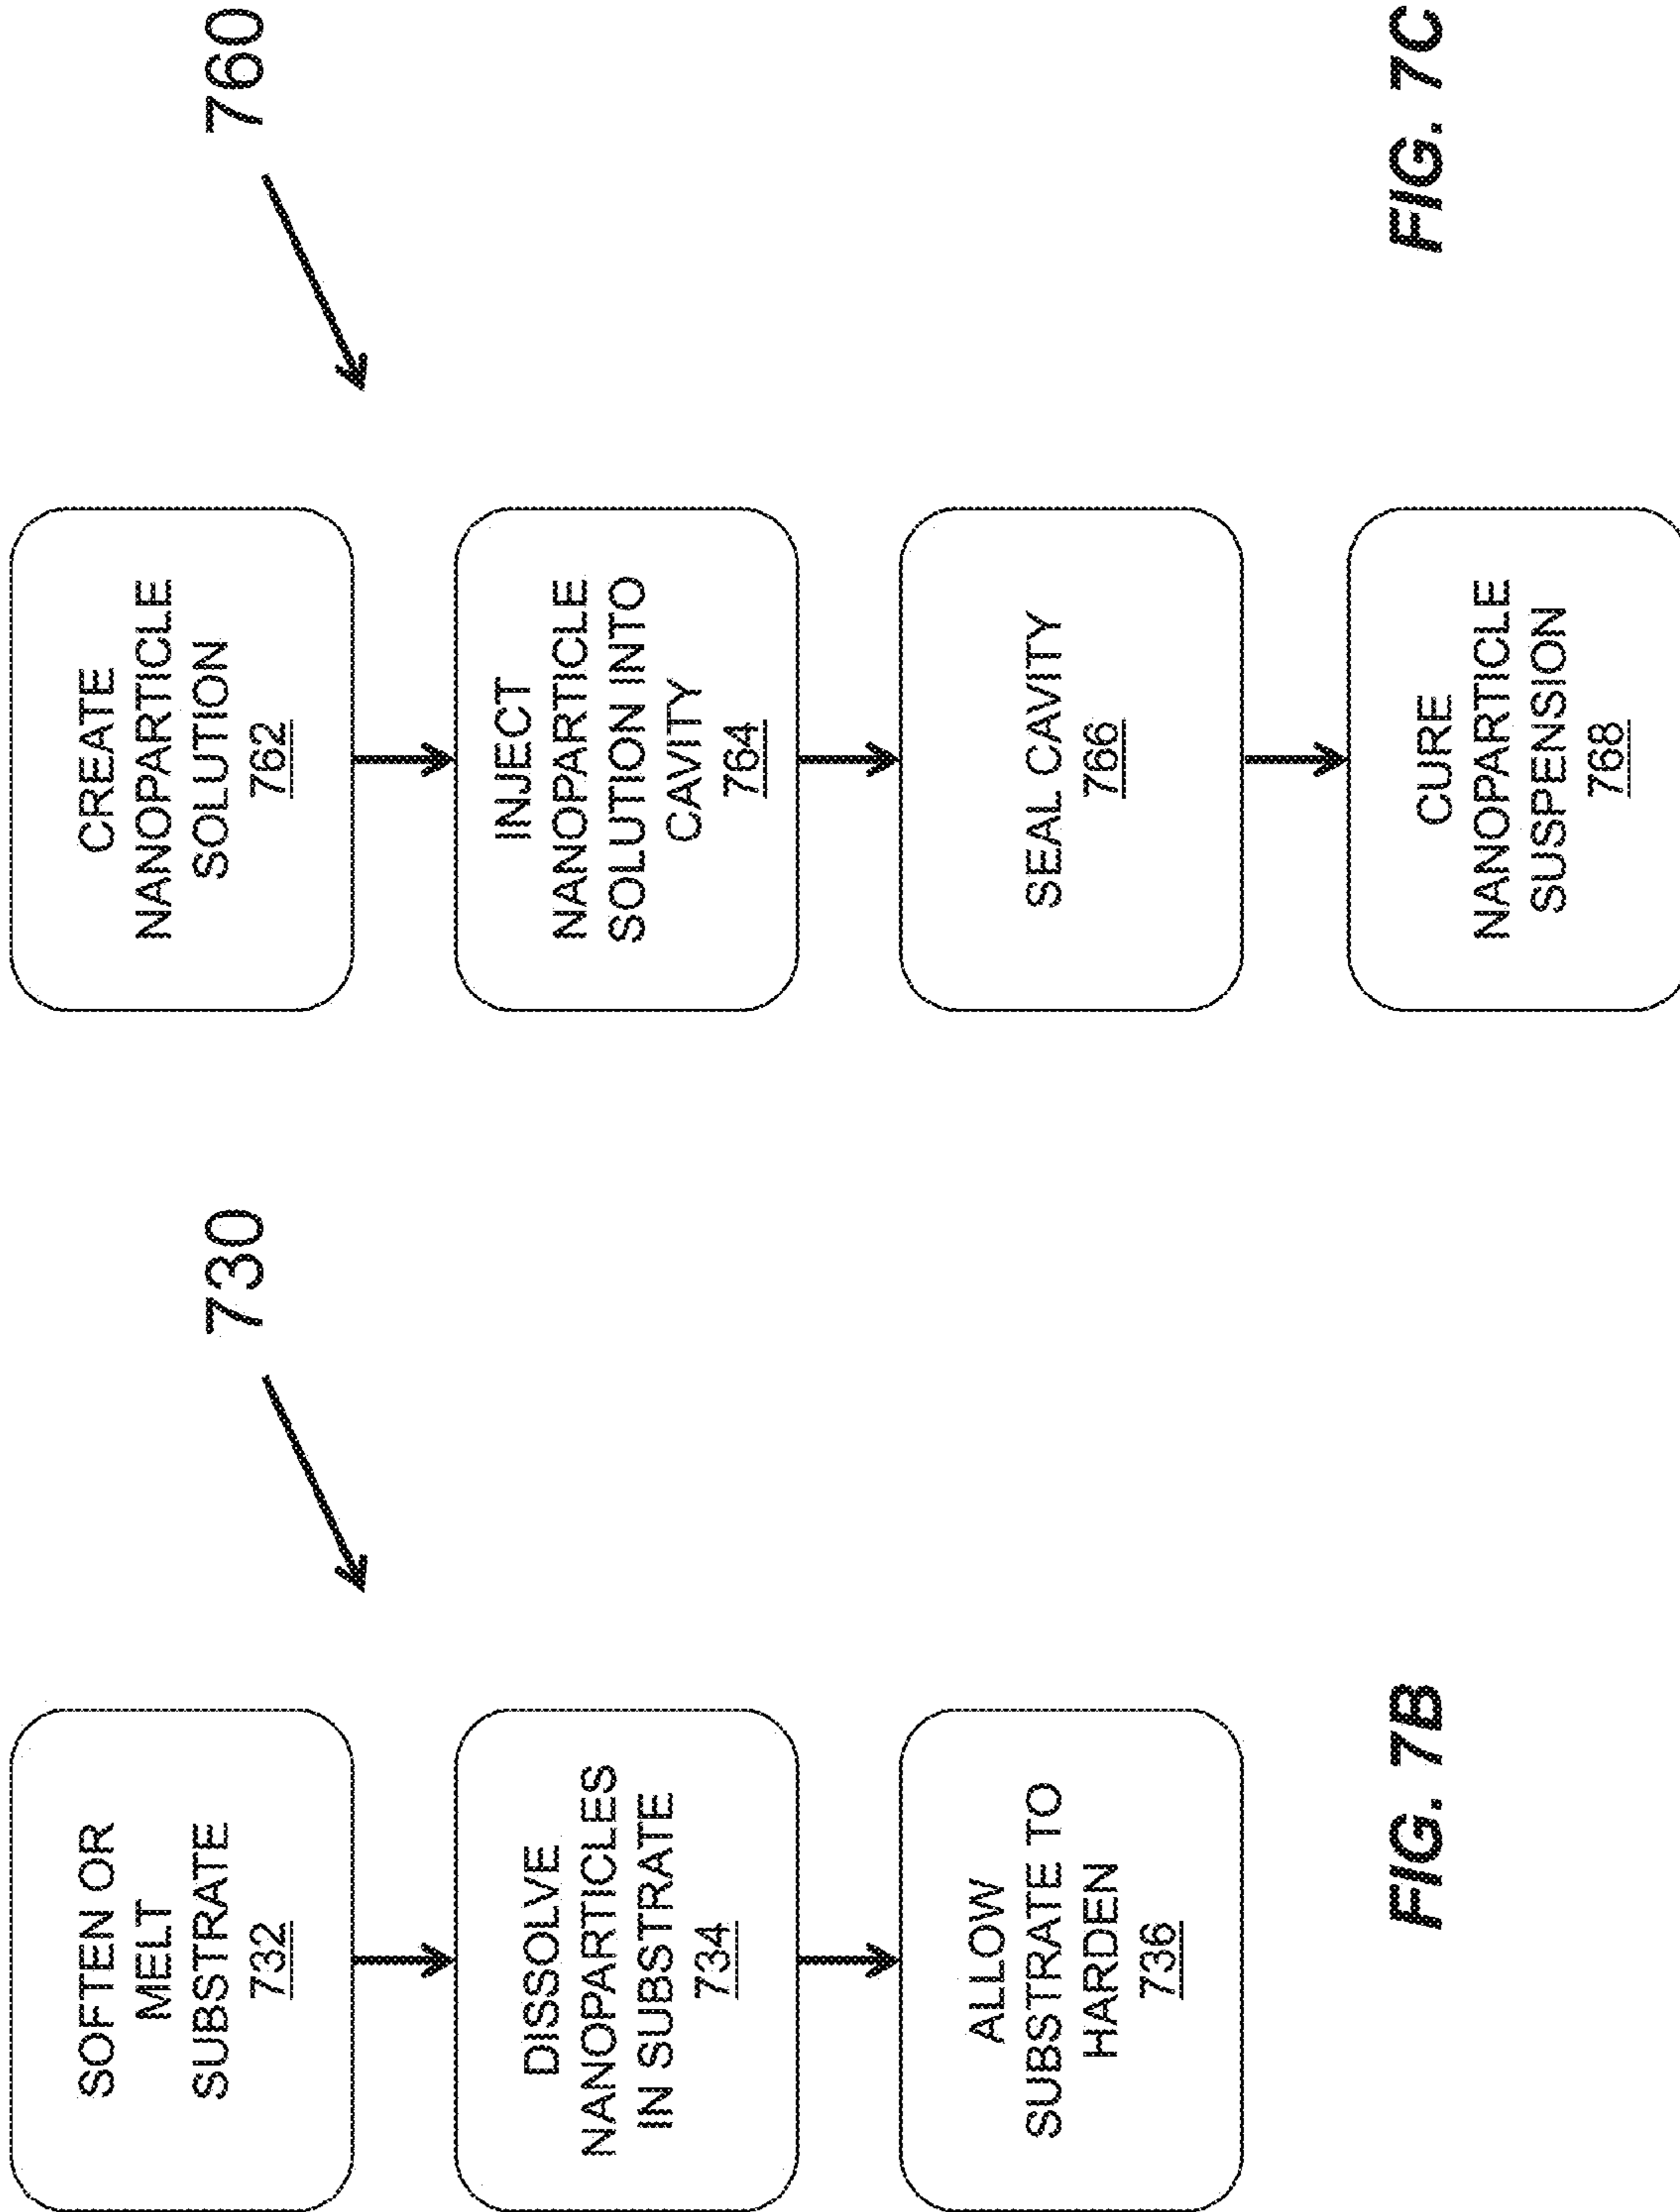 730
SOFTEN OR
MELT
SUBSTRATE
732
DISSOLVE
NANOPARTICLES
IN SUBSTRATE
734
ALLOW
SUBSTRATE TO
HARDEN
736
FIG. 7B
760
CREATE
NANOPARTICLE
SOLUTION
762
INJECT
NANOPARTICLE
SOLUTION INTO
CAVITY
764
SEAL CAVITY
766
CURE
NANOPARTICLE
SUSPENSION
768
FIG. 7C